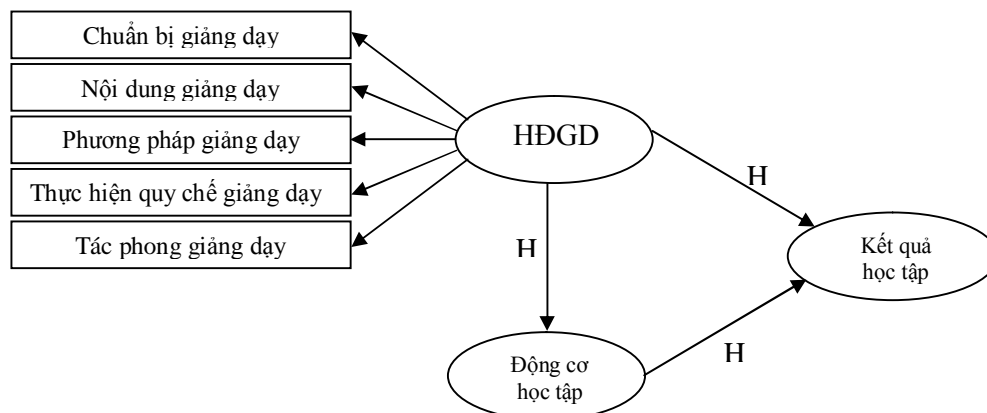 Chuẩn bị giảng dạy
Nội dung giảng dạy
Phương pháp giảng dạy
Thực hiện quy chế giảng dạy
Tác phong giảng dạy
HĐGD
H
H
Kết quả
học tập
H
Động cơ
học tập